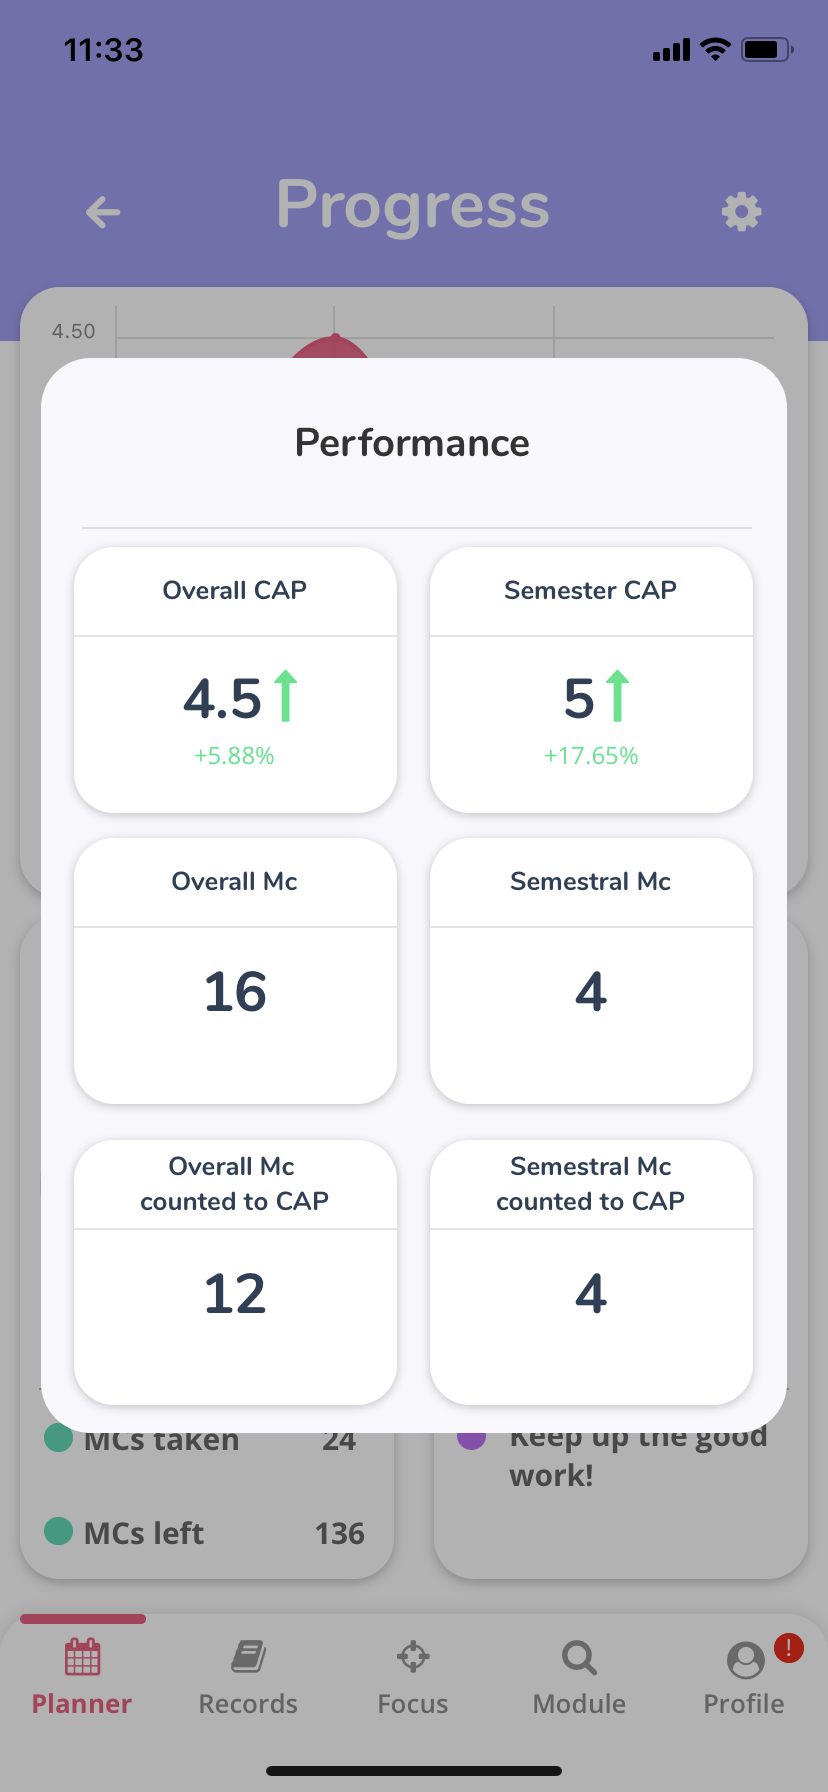 11:33
Progress
4.50
Performance
Overall CAP
Semester CAP
4.5
5
+5.88%
+17.65%
Overall Mc
Semestral Mc
16
4
Overall Mc
counted to CAP
Semestral Mc
counted to CAP
12
4
MCs taken 24
Keep up the good
work!
MCs left 136
!
Planner
Records
Focus
Module
Profile